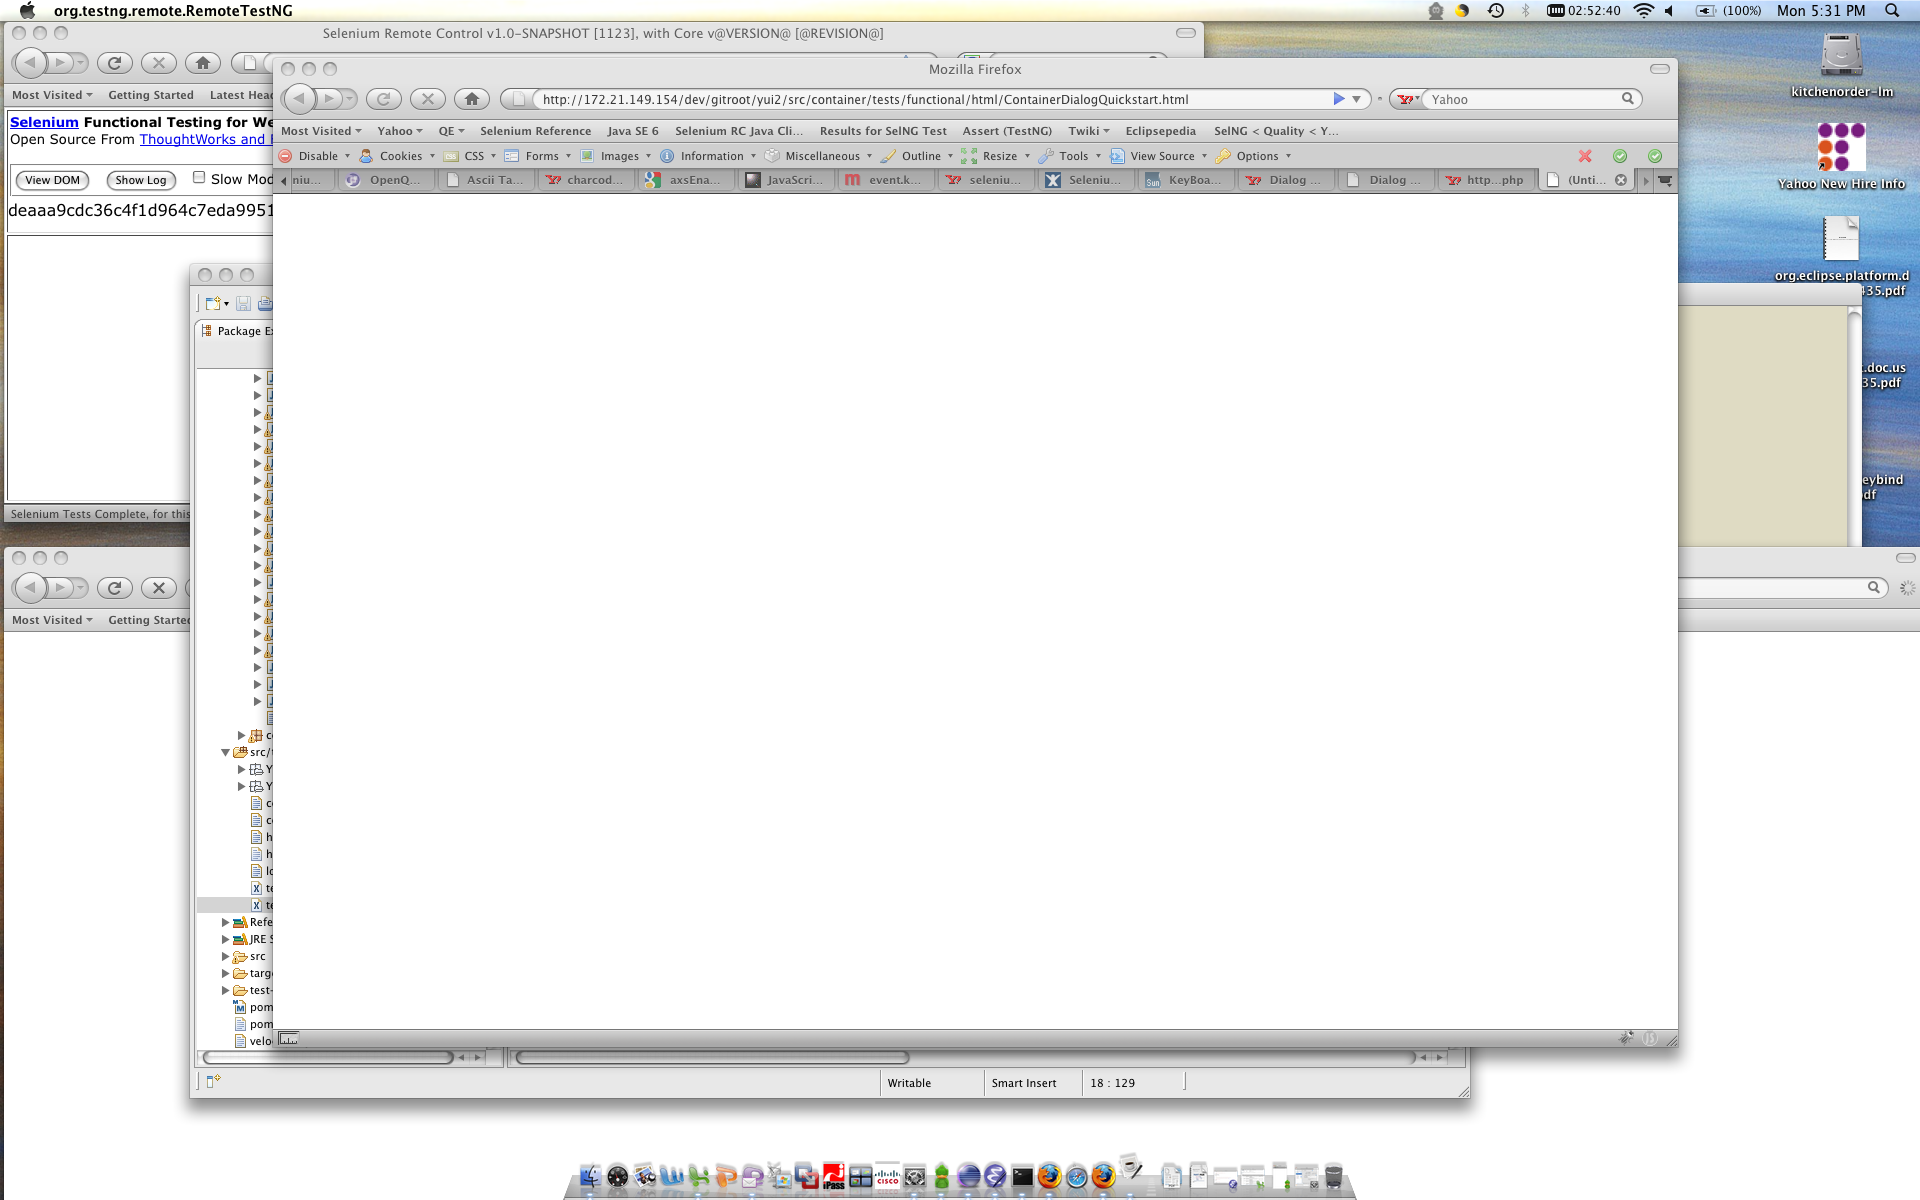 org.testng.remote.RemoteTestNG
02:52:40
(100%)
Mon 5:31 PM
Selenium Remote Control v1.0-SNAPSHOT [1123], with Core v@VERSION@ [@REVISION@]
Most Visited
Getting Started
Latest Hea
Selenium Functional Testing for We
Open Source From ThoughtWorks and
View DOM
Show Log
Slow Mod
deaaa9cdc36c4f1d964c7eda9951
Selenium Tests Complete, for this
Mozilla Firefox
http://172.21.149.154/dev/gitroot/yui2/src/container/tests/functional/html/ContainerDialogQuickstart.html
Yahoo
Most Visited
Yahoo
QE
Selenium Reference
Java SE 6
Selenium RC Java Cli...
Results for SelNG Test
Assert (TestNG)
Twiki
Eclipsepedia
SelNG < Quality < Y...
Disable
Cookies
CSS
Forms
Images
Information
Miscellaneous
Outline
Resize
Tools
View Source
Options
niu...
OpenQ...
Ascii Ta...
charcod...
axsEna...
JavaScri...
event.k...
seleniu...
Seleniu...
KeyBoa...
Dialog ...
Dialog ...
http...php
(Unti...
kitchenorder-lm
Yahoo New Hire Info
org.eclipse.platform.d
435.pdf
t.doc.us
35.pdf
eybind
df
Package Ex
src/
Y
Y
Refe
JRE S
src
targ
test-
pom
pom
velo
Most Visited
Getting Started
Writable
Smart Insert
18 : 129
iPass
CISCO